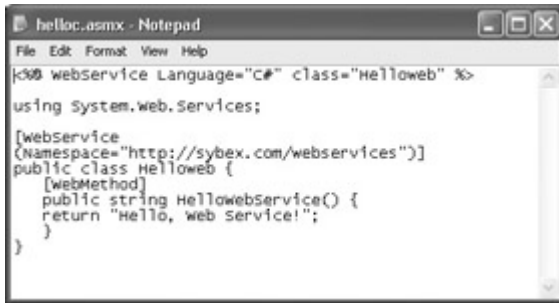 helloc.asmx - Notepad
File Edit Format View Help
<%@ WebService Language="C#" class="Helloweb" %>
using System.Web.Services;
[WebService
(Namespace="http://sybex.com/webservices")]
public class Helloweb {
[WebMethod]
public string HelloWebService() {
return "Hello, Web Service!";
}
}